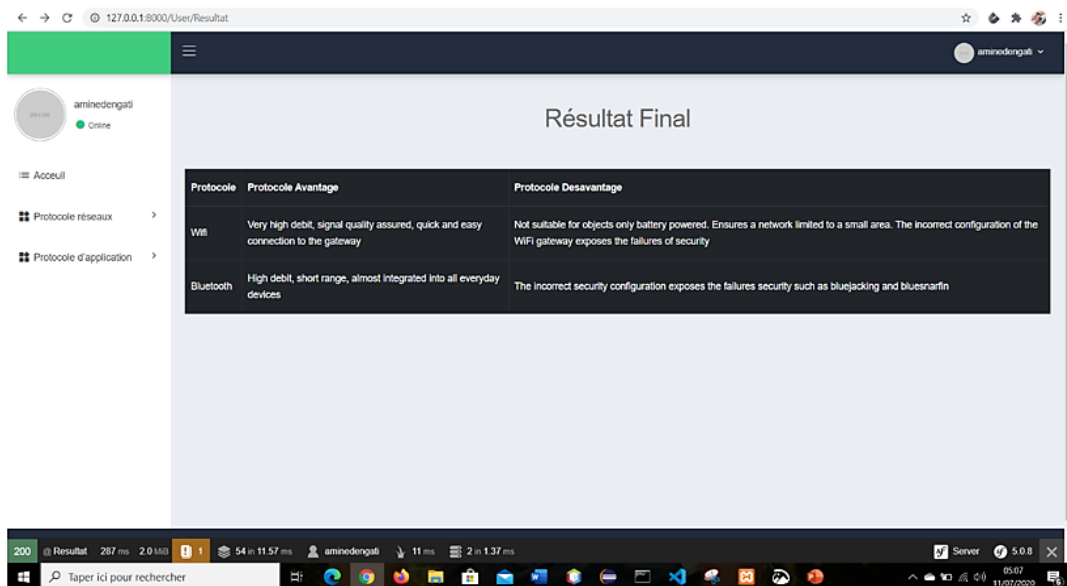 127.0.0.1:8000/User/Resultat
aminedengati
aminedengati
Online
Acceuil
Protocole réseaux
Protocole d'application
Résultat Final
Protocole Protocole Avantage Protocole Desavantage
Wifi
Very high debit, signal quality assured, quick and easy
connection to the gateway
Not suitable for objects only battery powered. Ensures a network limited to a small area. The incorrect configuration of the
WiFi gateway exposes the failures of security
Bluetooth
High debit, short range, almost integrated into all everyday
devices
The incorrect security configuration exposes the failures security such as bluejacking and bluesnarfin
200 @ Resultat 287 ms 2.0 MiB 1 54 in 11.57 ms aminedengati 11 ms 2 in 1.37 ms sf Server sf 5.0.8
Taper ici pour rechercher
05:07
11/07/2020